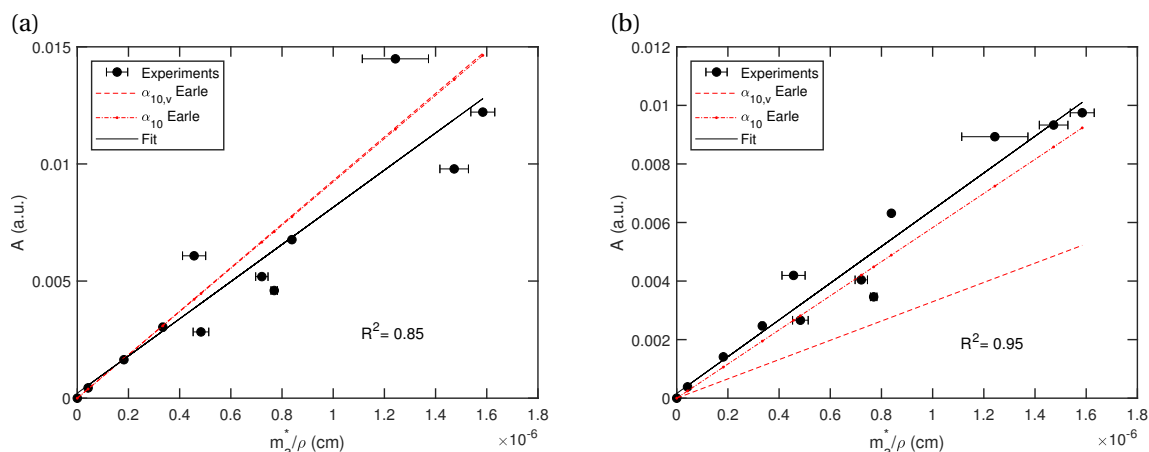 (a)
0.015
0.01
0.005
0
A (a.u.)
Experiments
α10,v Earle
α10 Earle
Fit
R2= 0.85
0 0.2 0.4 0.6 0.8 1 1.2 1.4 1.6 1.8
m*a/ρ (cm)
×10-6
(b)
0.012
0.01
0.008
0.006
0.004
0.002
0
A (a.u.)
Experiments
α10,v Earle
α10 Earle
Fit
R2= 0.95
0 0.2 0.4 0.6 0.8 1 1.2 1.4 1.6 1.8
m*a/ρ (cm)
×10-6